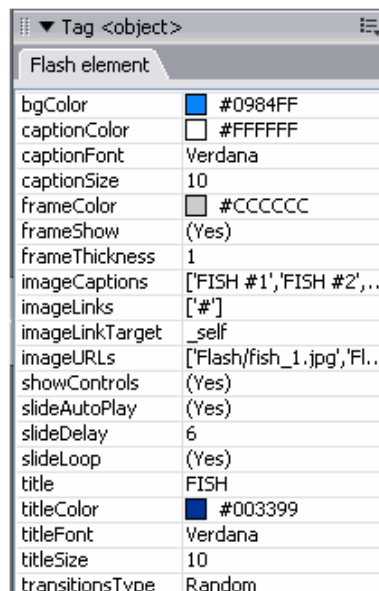 Tag <object>
Flash element
bgColor #0984FF
captionColor #FFFFFF
captionFont Verdana
captionSize 10
frameColor #CCCCCC
frameShow (Yes)
frameThickness 1
imageCaptions ['FISH #1','FISH #2',...
imageLinks ['#']
imageLinkTarget _self
imageURLs ['Flash/fish_1.jpg','Fl...
showControls (Yes)
slideAutoPlay (Yes)
slideDelay 6
slideLoop (Yes)
title FISH
titleColor #003399
titleFont Verdana
titleSize 10
transitionsType Random